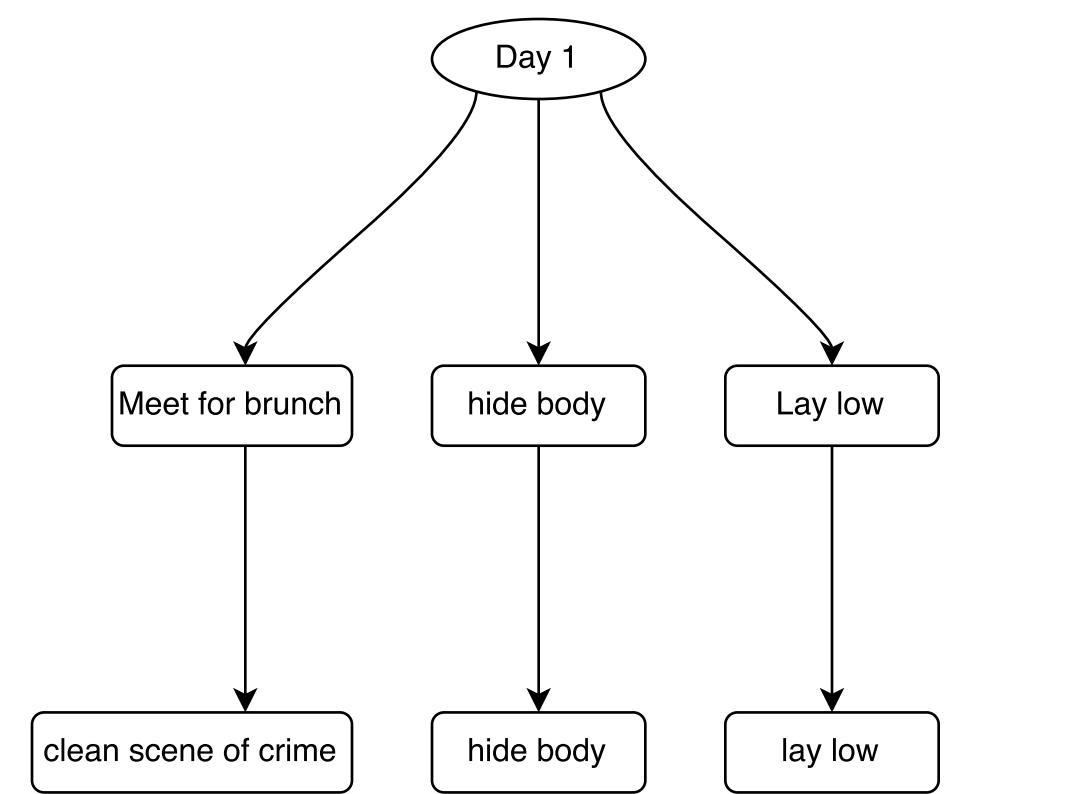 Day 1
Meet for brunch
hide body
Lay low
clean scene of crime
hide body
lay low